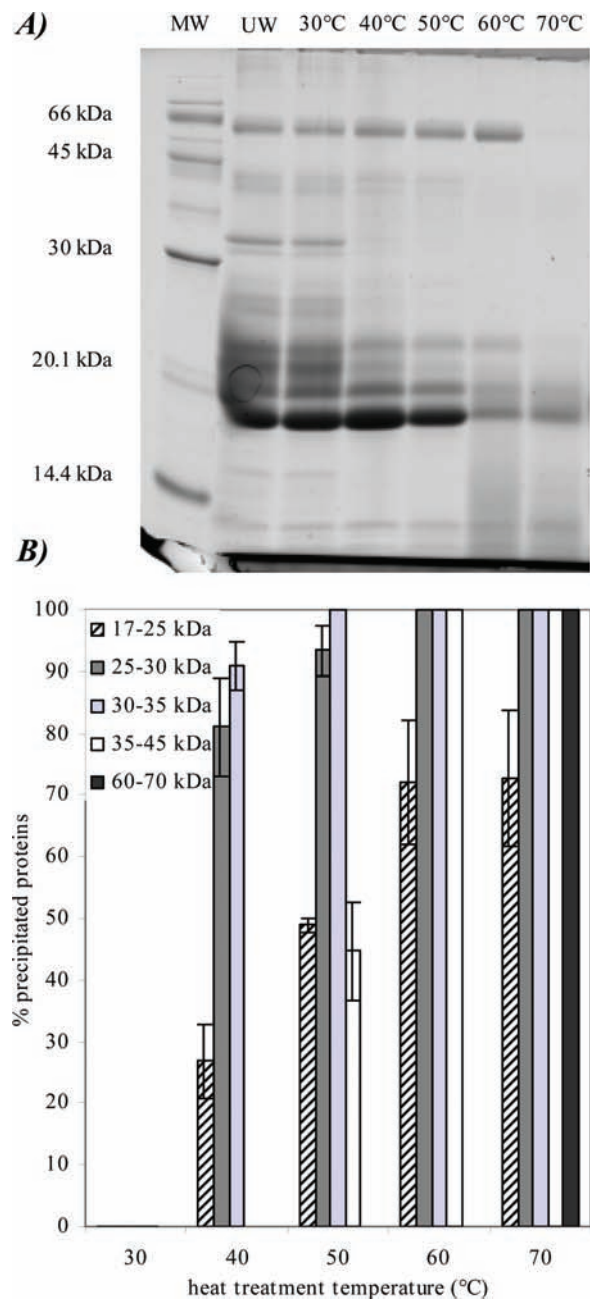 A)
MW UW 30°C 40°C 50°C 60°C 70°C
66 kDa
45 kDa
30 kDa
20.1 kDa
14.4 kDa
B)
100
90
80
70
60
50
40
30
20
10
0
% precipitated proteins
17-25 kDa
25-30 kDa
30-35 kDa
35-45 kDa
60-70 kDa
30 40 50 60 70
heat treatment temperature (°C)